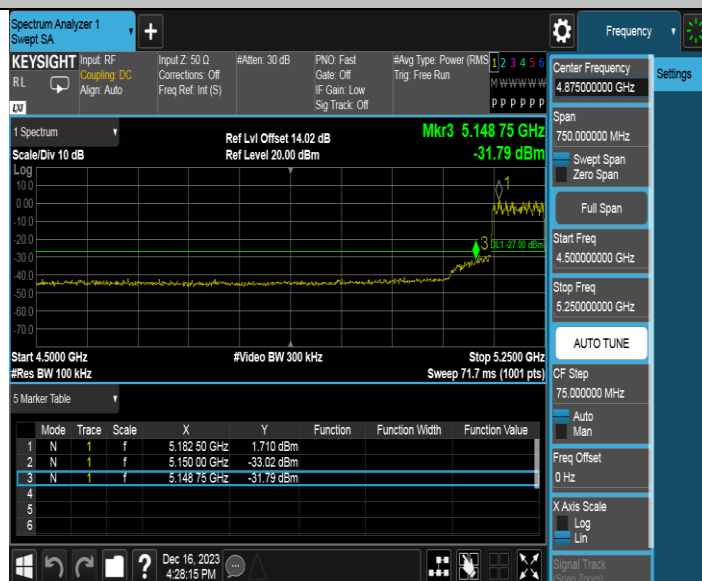 Spectrum Analyzer 1
Swept SA
+
Frequency
KEYSIGHT
RL
LXI
Input: RF
Coupling: DC
Align: Auto
Input Z: 50 Ω
Corrections: Off
Freq Ref: Int (S)
#Atten: 30 dB
PNO: Fast
Gate: Off
IF Gain: Low
Sig Track: Off
#Avg Type: Power (RMS
Trig: Free Run
1 2 3 4 5 6
M W W W W W
P P P P P P
1 Spectrum
Scale/Div 10 dB
Ref Lvl Offset 14.02 dB
Ref Level 20.00 dBm
Mkr3 5.148 75 GHz
-31.79 dBm
Log
10.0
0.00
-10.0
-20.0
-30.0
-40.0
-50.0
-60.0
-70.0
1
3
DL1 -27.00 dBm
Start 4.5000 GHz
#Res BW 100 kHz
#Video BW 300 kHz
Stop 5.2500 GHz
Sweep 71.7 ms (1001 pts)
5 Marker Table
Mode Trace Scale X Y Function Function Width Function Value
1 N 1 f 5.182 50 GHz 1.710 dBm
2 N 1 f 5.150 00 GHz -33.02 dBm
3 N 1 f 5.148 75 GHz -31.79 dBm
4
5
6
?
Dec 16, 2023
4:28:15 PM
Center Frequency
4.875000000 GHz
Settings
Span
750.000000 MHz
Swept Span
Zero Span
Full Span
Start Freq
4.500000000 GHz
Stop Freq
5.250000000 GHz
AUTO TUNE
CF Step
75.000000 MHz
Auto
Man
Freq Offset
0 Hz
X Axis Scale
Log
Lin
Signal Track
(Span Zoom)